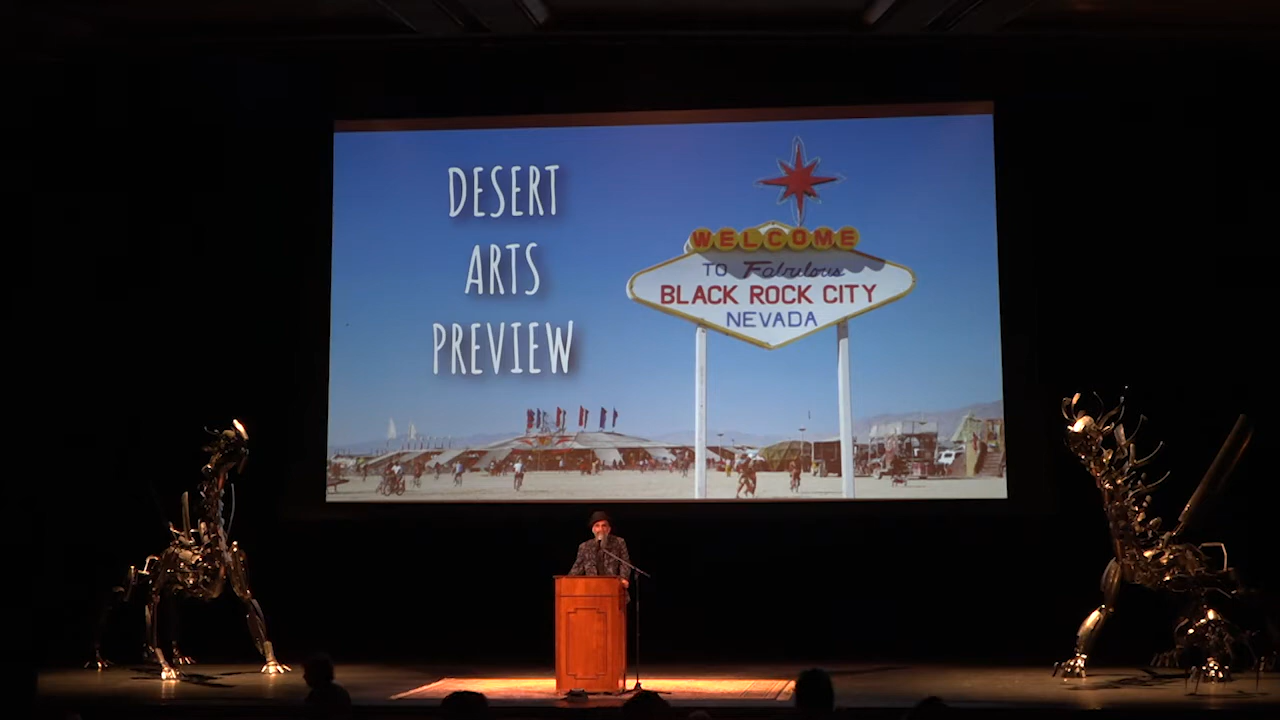 DESERT
ARTS
PREVIEW
WELCOME
TO Fabulous
BLACK ROCK CITY
NEVADA